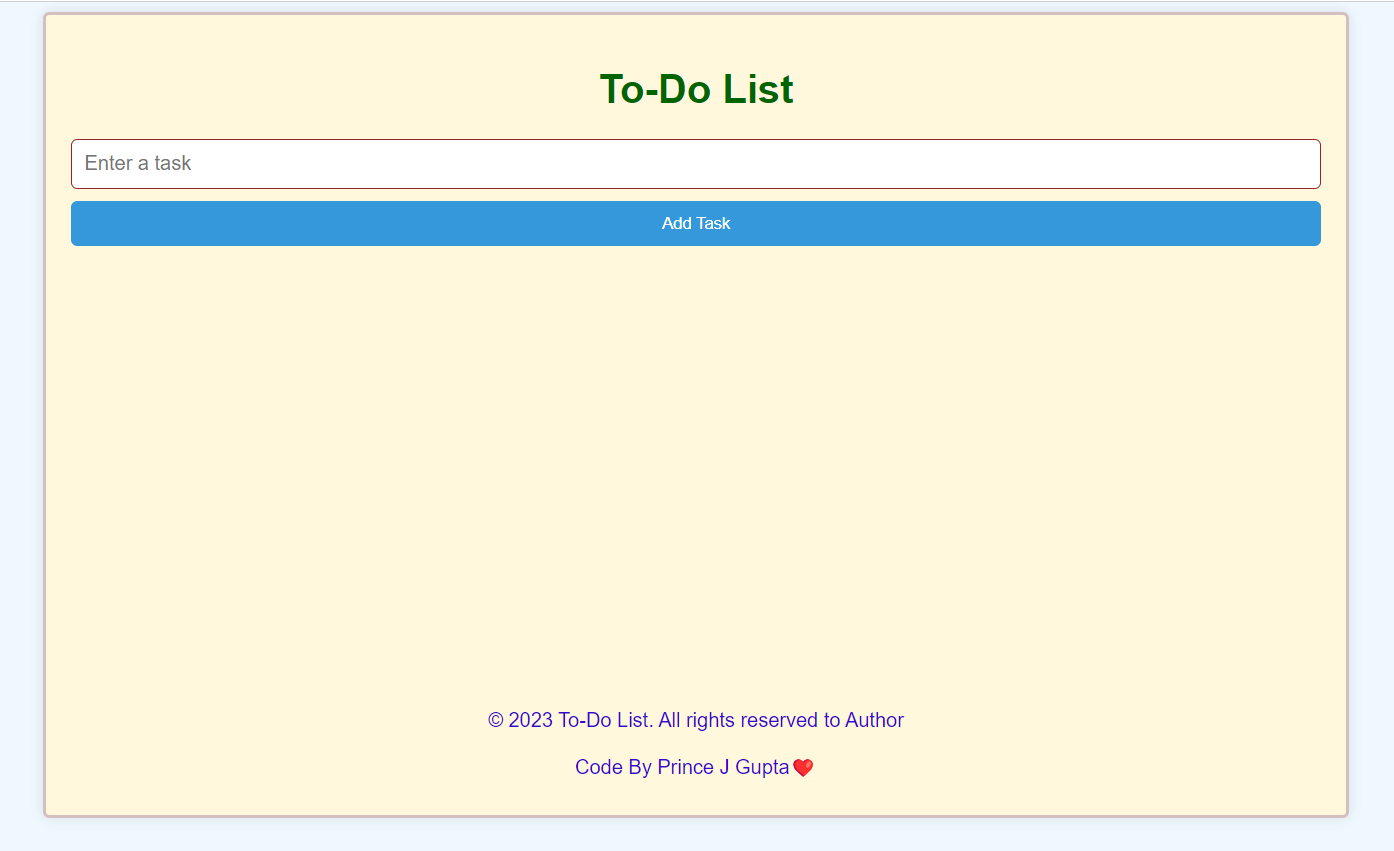 To-Do List
Enter a task
Add Task
© 2023 To-Do List. All rights reserved to Author
Code By Prince J Gupta❤️